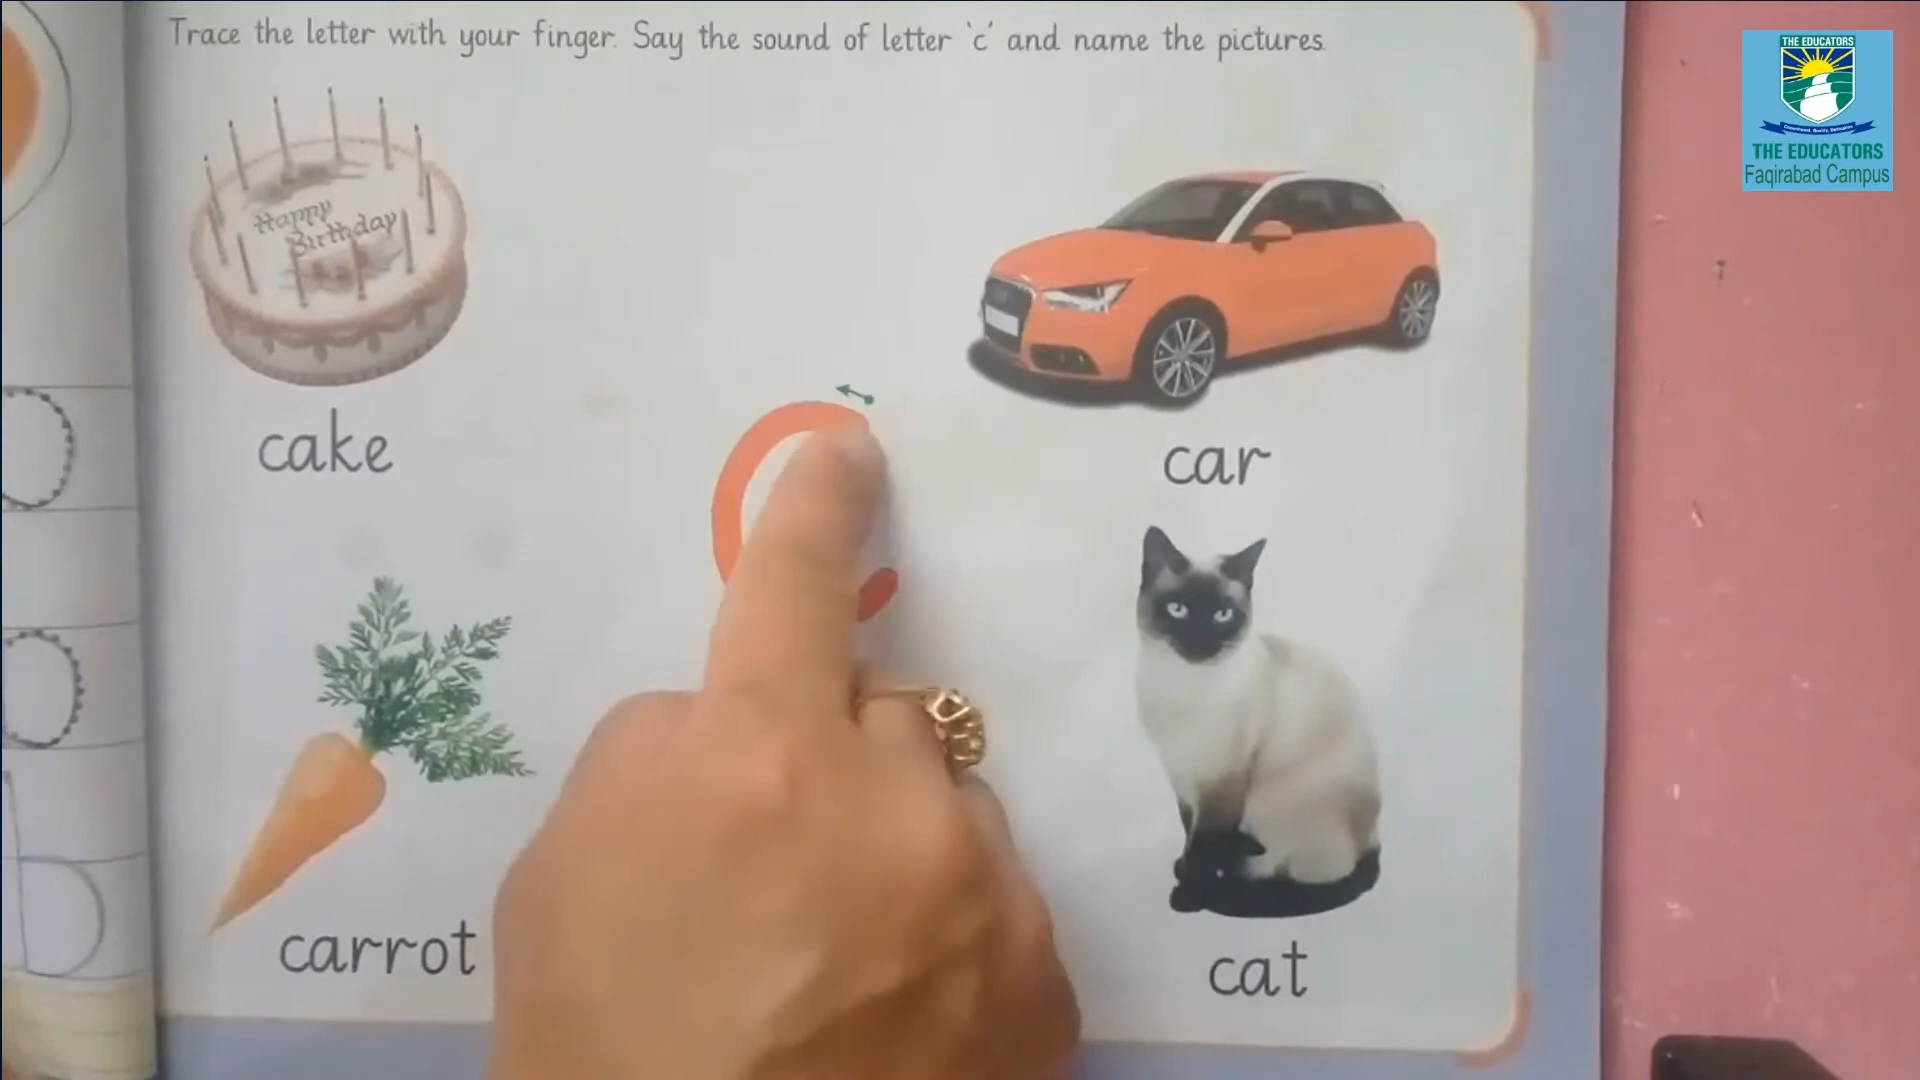 Trace the letter with your finger. Say the sound of letter 'c' and name the pictures.
Happy
Birthday
cake
car
carrot
cat
THE EDUCATORS
THE EDUCATORS
Faqirabad Campus